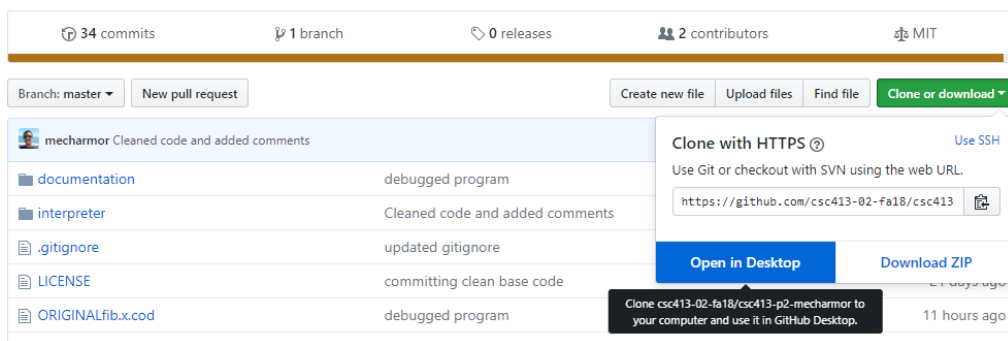 34 commits
1 branch
0 releases
2 contributors
MIT
Branch: master
New pull request
Create new file
Upload files
Find file
Clone or download
mecharmor Cleaned code and added comments
Clone with HTTPS
Use SSH
Use Git or checkout with SVN using the web URL.
https://github.com/csc413-02-fa18/csc413
Open in Desktop
Download ZIP
Clone csc413-02-fa18/csc413-p2-mecharmor to
your computer and use it in GitHub Desktop.
documentation
debugged program
interpreter
Cleaned code and added comments
.gitignore
updated gitignore
LICENSE
committing clean base code
days ago
ORIGINALfib.x.cod
debugged program
11 hours ago